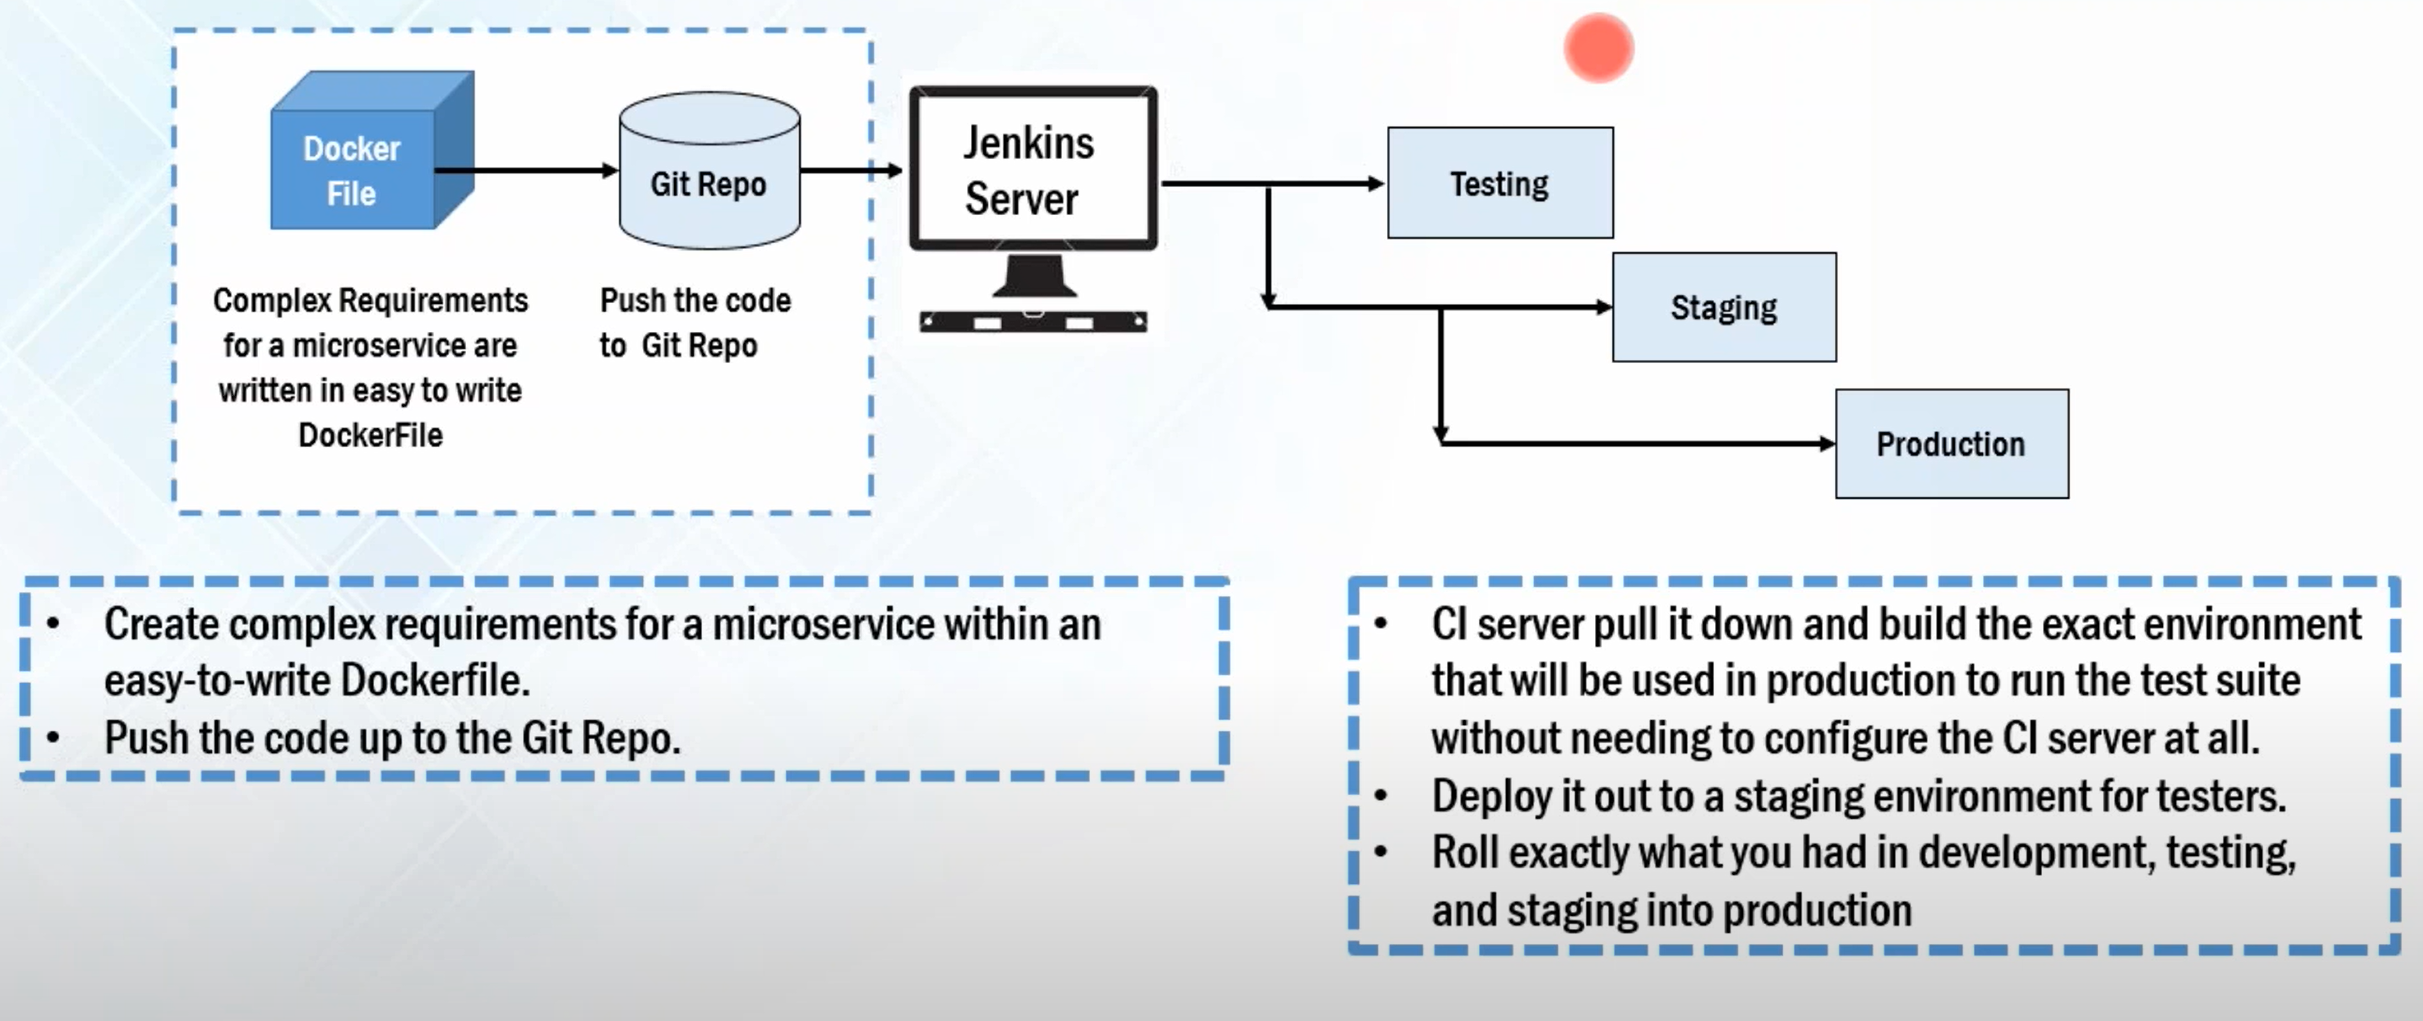 Docker
File
Git Repo
Jenkins
Server
Testing
Staging
Production
Complex Requirements
for a microservice are
written in easy to write
DockerFile
Push the code
to Git Repo
• Create complex requirements for a microservice within an
easy-to-write Dockerfile.
• Push the code up to the Git Repo.
• CI server pull it down and build the exact environment
that will be used in production to run the test suite
without needing to configure the CI server at all.
• Deploy it out to a staging environment for testers.
• Roll exactly what you had in development, testing,
and staging into production